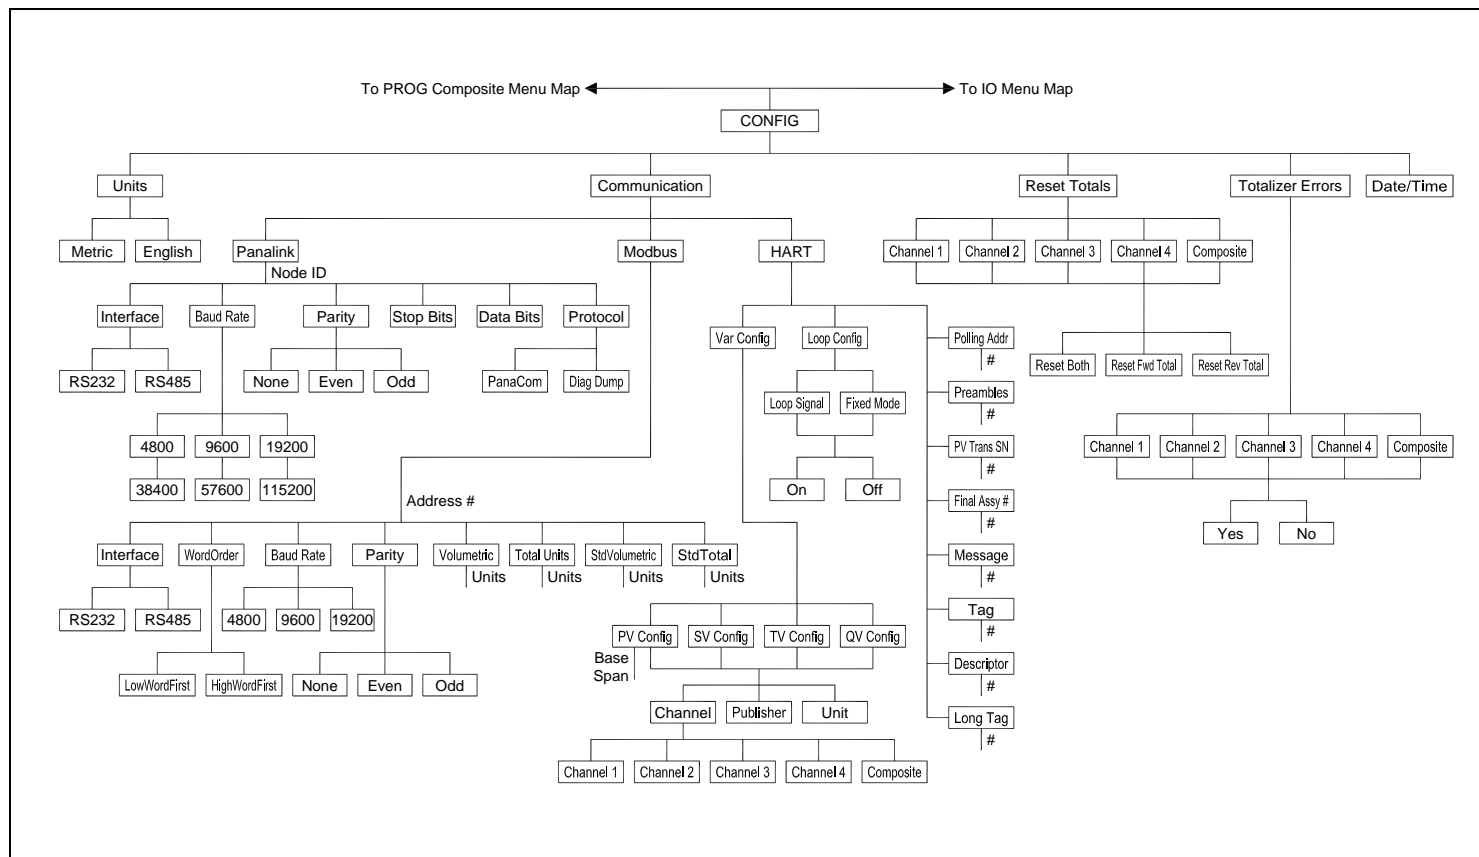 To PROG Composite Menu Map
To IO Menu Map
CONFIG
Units
Communication
Reset Totals
Totalizer Errors
Date/Time
Metric
English
Panalink
Modbus
HART
Channel 1
Channel 2
Channel 3
Channel 4
Composite
Node ID
Interface
Baud Rate
Parity
Stop Bits
Data Bits
Protocol
Var Config
Loop Config
Polling Addr
#
Reset Both
Reset Fwd Total
Reset Rev Total
RS232
RS485
None
Even
Odd
PanaCom
Diag Dump
Loop Signal
Fixed Mode
Preambles
#
4800
9600
19200
PV Trans SN
#
Channel 1
Channel 2
Channel 3
Channel 4
Composite
38400
57600
115200
On
Off
Address #
Final Assy #
#
Yes
No
Interface
WordOrder
Baud Rate
Parity
Volumetric
Total Units
StdVolumetric
StdTotal
Units
Units
Units
Units
Message
#
RS232
RS485
4800
9600
19200
Tag
#
PV Config
SV Config
TV Config
QV Config
Base
Span
LowWordFirst
HighWordFirst
None
Even
Odd
Descriptor
#
Channel
Publisher
Unit
Long Tag
#
Channel 1
Channel 2
Channel 3
Channel 4
Composite